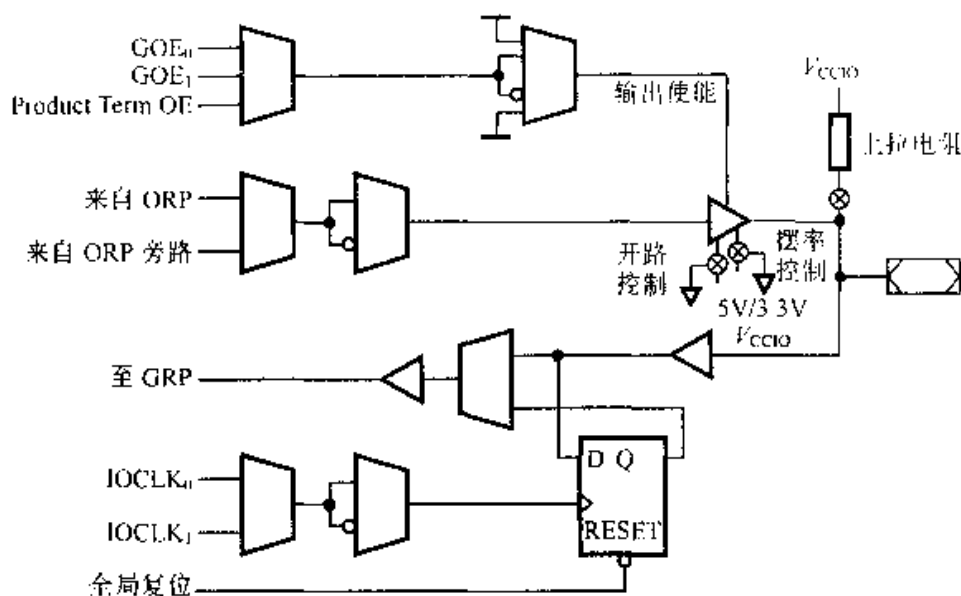 GOE₀
GOE₁
Product Term OE
输出使能
V_CCIO
上拉电阻
来自 ORP
来自 ORP 旁路
开路
控制
摆率
控制
5V/3.3V
V_CCIO
至 GRP
D Q
RESET
IOCLK₀
IOCLK₁
全局复位